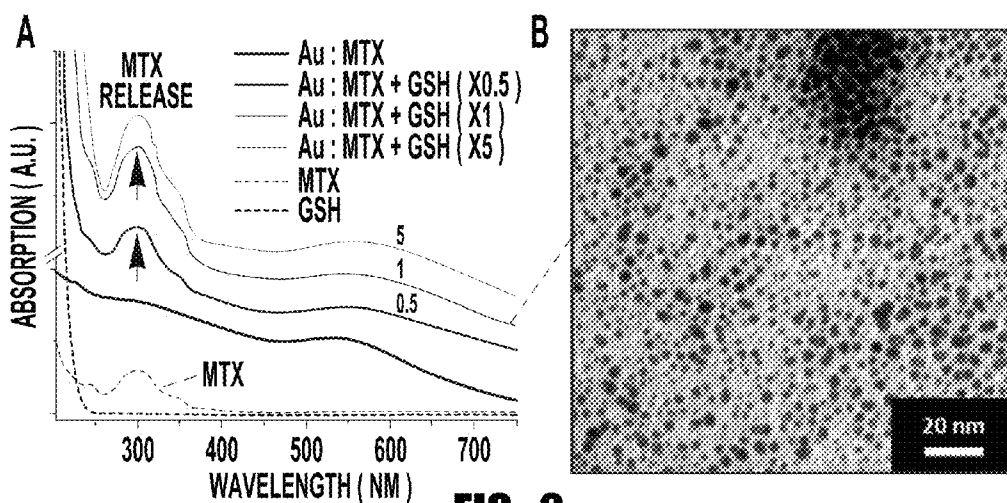 A
MTX
RELEASE
Au : MTX
Au : MTX + GSH ( X0.5 )
Au : MTX + GSH ( X1 )
Au : MTX + GSH ( X5 )
MTX
GSH
5
1
0.5
MTX
ABSORPTION ( A.U. )
300
400
500
600
700
WAVELENGTH ( NM )
B
20 nm